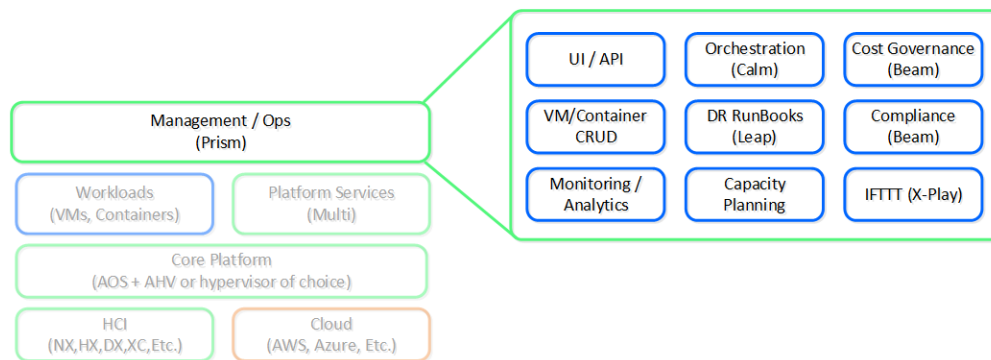 Management / Ops
(Prism)
Workloads
(VMs, Containers)
Platform Services
(Multi)
Core Platform
(AOS + AHV or hypervisor of choice)
HCI
(NX,HX,DX,XC,Etc.)
Cloud
(AWS, Azure, Etc.)
UI / API
Orchestration
(Calm)
Cost Governance
(Beam)
VM/Container
CRUD
DR RunBooks
(Leap)
Compliance
(Beam)
Monitoring /
Analytics
Capacity
Planning
IFTTT (X-Play)